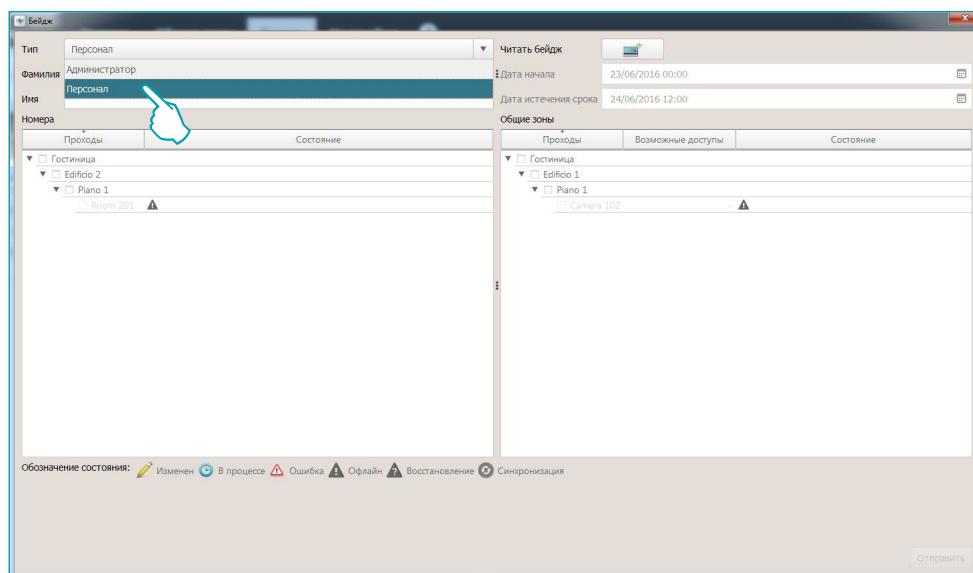 Бейдж
Тип Персонал Читать бейдж
Администратор
Персонал
Фамилия Дата начала 23/06/2016 00:00
Имя Дата истечения срока 24/06/2016 12:00
Номера Общие зоны
Проходы Состояние Проходы Возможные доступы Состояние
Гостиница Гостиница
Edificio 2 Edificio 1
Piano 1 Piano 1
Room 201 Camera 102 -
Обозначение состояния: Изменен В процессе Ошибка Офлайн Восстановление Синхронизация
Отправить